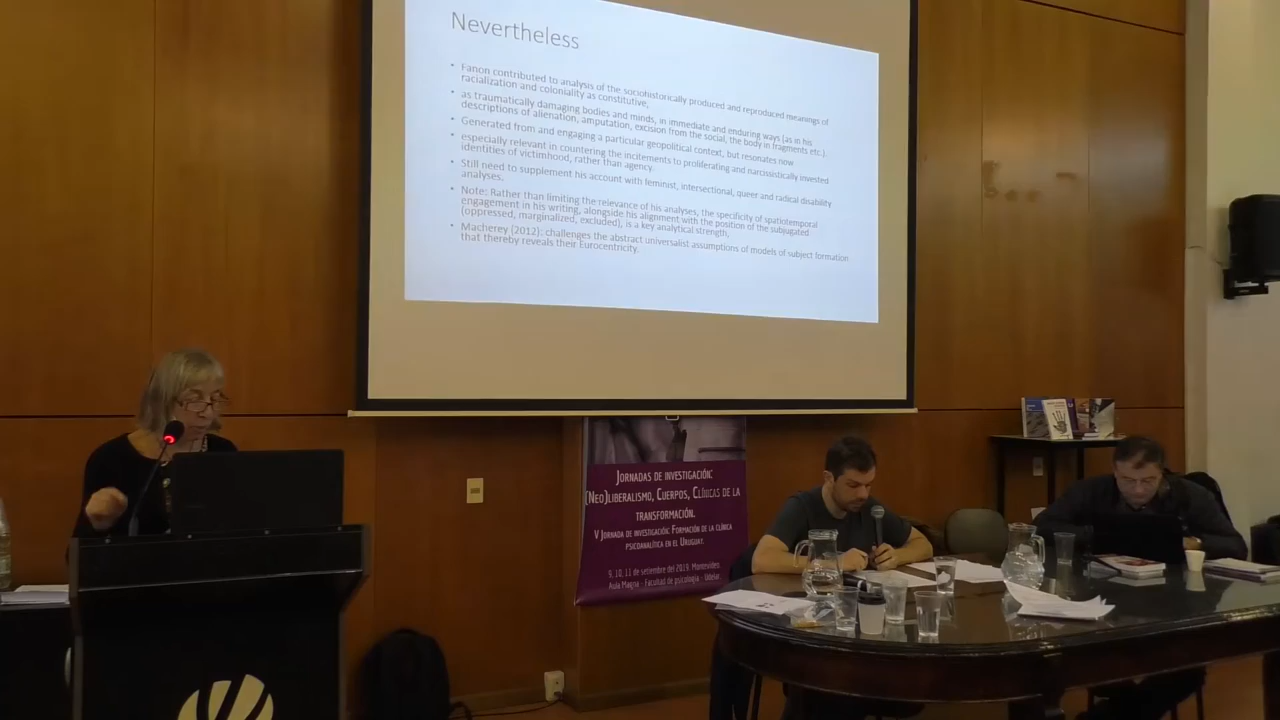 Nevertheless
• Fanon contributed to analysis of the sociohistorically produced and reproduced meanings of
racialization and coloniality as constitutive,
• as traumatically damaging bodies and minds, in immediate and enduring ways (as in his
descriptions of alienation, amputation, excision from the social, the body in fragments etc.).
• Generated from and engaging a particular geopolitical context, but resonates now
• especially relevant in countering the incitements to proliferating and narcissistically invested
identities of victimhood, rather than agency.
• Still need to supplement his account with feminist, intersectional, queer and radical disability
analyses.
• Note: Rather than limiting the relevance of his analyses, the specificity of spatiotemporal
engagement in his writing, alongside his alignment with the position of the subjugated
(oppressed, marginalized, excluded), is a key analytical strength,
• Macherey (2012): challenges the abstract universalist assumptions of models of subject formation
that thereby reveals their Eurocentricity.
JORNADAS DE INVESTIGACIÓN:
(NEO)LIBERALISMO, CUERPOS, CLÍNICAS DE LA
TRANSFORMACIÓN.
V JORNADA DE INVESTIGACIÓN: FORMACIÓN DE LA CLÍNICA
PSICOANALÍTICA EN EL URUGUAY.
9, 10, 11 de setiembre del 2019. Montevideo.
Aula Magna - Facultad de psicología - Udelar.